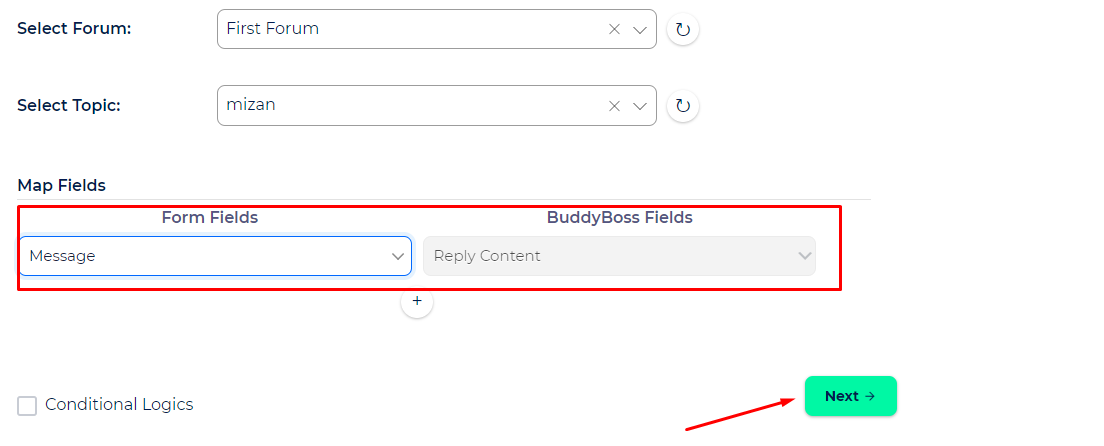 Select Forum: First Forum
Select Topic: mizan
Map Fields
Form Fields BuddyBoss Fields
Message Reply Content
+
Conditional Logics
Next →